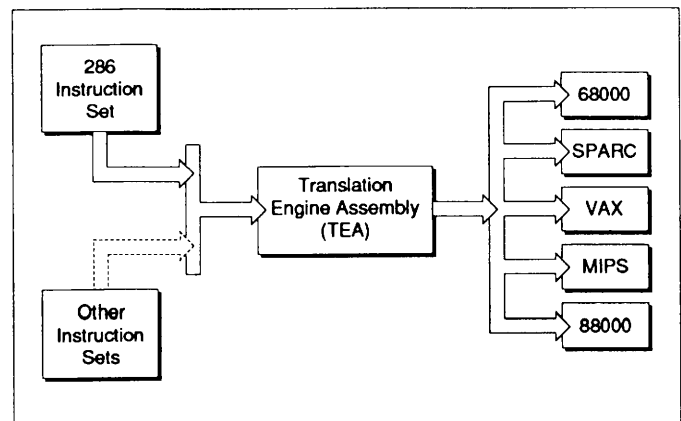 286
Instruction
Set
Other
Instruction
Sets
Translation
Engine Assembly
(TEA)
68000
SPARC
VAX
MIPS
88000